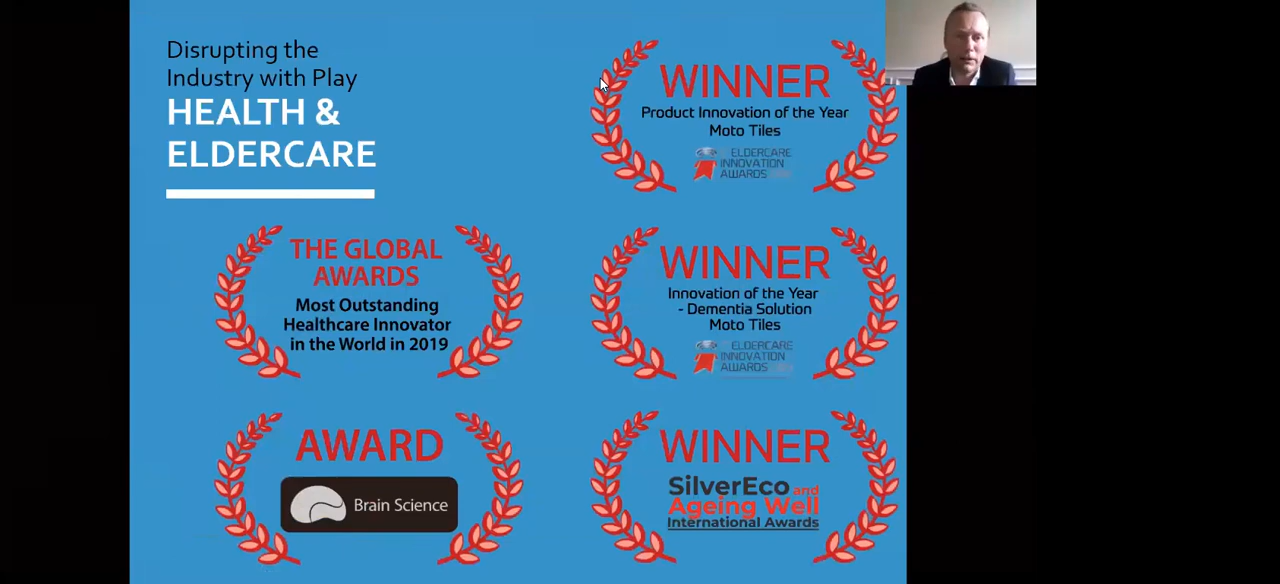 Disrupting the
Industry with Play
HEALTH &
ELDERCARE
WINNER
Product Innovation of the Year
Moto Tiles
ELDERCARE
INNOVATION
AWARDS
THE GLOBAL
AWARDS
Most Outstanding
Healthcare Innovator
in the World in 2019
WINNER
Innovation of the Year
- Dementia Solution
Moto Tiles
ELDERCARE
INNOVATION
AWARDS
AWARD
Brain Science
WINNER
SilverEco and
Ageing Well
International Awards